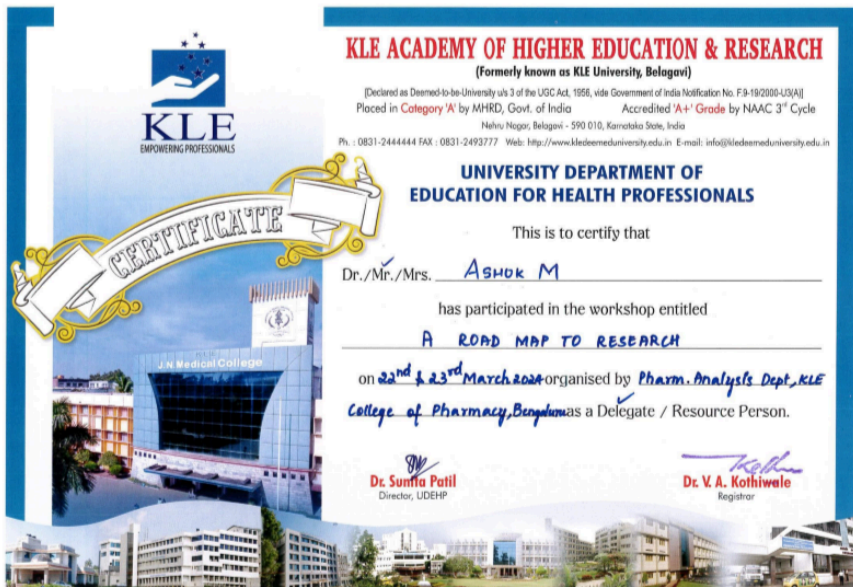 KLE
EMPOWERING PROFESSIONALS
CERTIFICATE
J.N Medical College
KLE ACADEMY OF HIGHER EDUCATION & RESEARCH
(Formerly known as KLE University, Belagavi)
[Declared as Deemed-to-be-University u/s 3 of the UGC Act, 1956, vide Government of India Notification No. F.9-19/2000-U3(A)]
Placed in Category 'A' by MHRD, Govt. of India Accredited 'A+' Grade by NAAC 3rd Cycle
Nehru Nagar, Belagavi - 590 010, Karnataka State, India
Ph. : 0831-2444444 FAX : 0831-2493777 Web: http://www.kledeemeduniversity.edu.in E-mail: info@kledeemeduniversity.edu.in
UNIVERSITY DEPARTMENT OF
EDUCATION FOR HEALTH PROFESSIONALS
This is to certify that
Dr./Mr./Mrs. ASHOK M
has participated in the workshop entitled
A ROAD MAP TO RESEARCH
on 22nd & 23rd March 2024 organised by Pharm. Analysis Dept, KLE
College of Pharmacy, Bengaluru as a Delegate / Resource Person.
Dr. Sunita Patil
Director, UDEHP
Dr. V. A. Kothiwale
Registrar